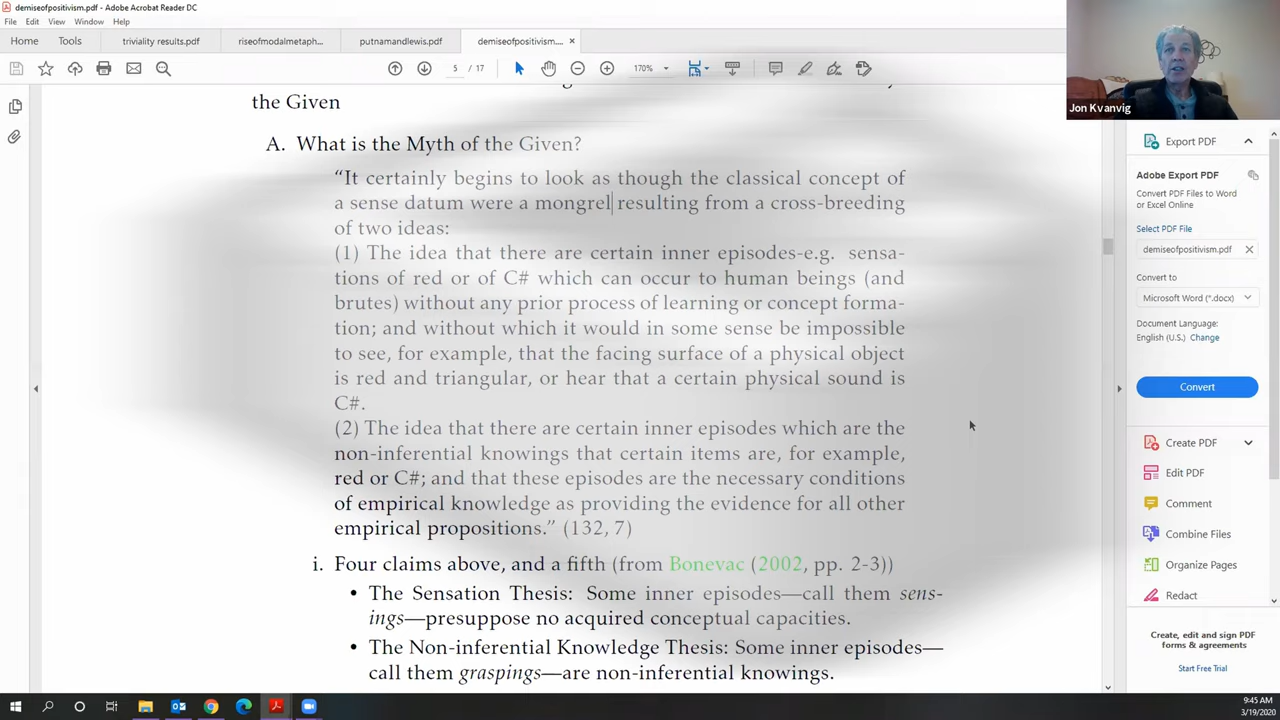 demiseofpositivism.pdf - Adobe Acrobat Reader DC
File Edit View Window Help
Home Tools triviality results.pdf riseofmodalmetaph... putnamandlewis.pdf demiseofpositivism.... ×
5 / 17 170%
Jon Kvanvig
the Given
A. What is the Myth of the Given?
“It certainly begins to look as though the classical concept of
a sense datum were a mongrel resulting from a cross-breeding
of two ideas:
(1) The idea that there are certain inner episodes-e.g. sensa-
tions of red or of C# which can occur to human beings (and
brutes) without any prior process of learning or concept forma-
tion; and without which it would in some sense be impossible
to see, for example, that the facing surface of a physical object
is red and triangular, or hear that a certain physical sound is
C#.
(2) The idea that there are certain inner episodes which are the
non-inferential knowings that certain items are, for example,
red or C#; and that these episodes are the necessary conditions
of empirical knowledge as providing the evidence for all other
empirical propositions.” (132, 7)
i. Four claims above, and a fifth (from Bonevac (2002, pp. 2-3))
• The Sensation Thesis: Some inner episodes—call them sens-
ings—presuppose no acquired conceptual capacities.
• The Non-inferential Knowledge Thesis: Some inner episodes—
call them graspings—are non-inferential knowings.
Export PDF
Adobe Export PDF
Convert PDF Files to Word
or Excel Online
Select PDF File
demiseofpositivism.pdf ×
Convert to
Microsoft Word (*.docx)
Document Language:
English (U.S.) Change
Convert
Create PDF
Edit PDF
Comment
Combine Files
Organize Pages
Redact
Convert, edit and sign PDF
forms & agreements
Start Free Trial
9:45 AM
3/19/2020